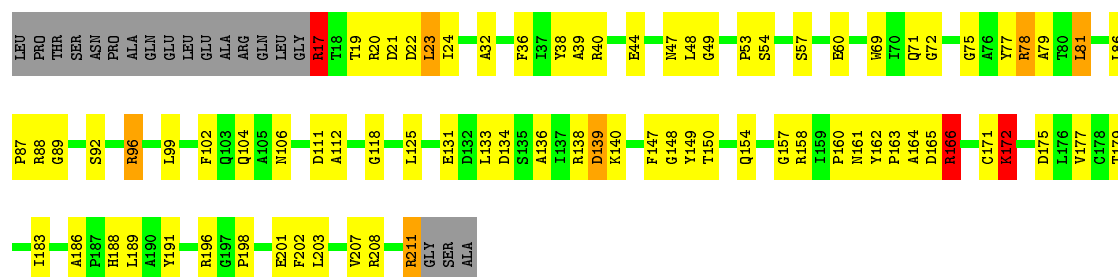 LEU PRO THR SER ASN PRO ALA GLN GLU LEU LEU GLU ALA ARG GLN LEU GLY R17 T18 T19 R20 D21 D22 L23 I24 A32 F36 I37 Y38 A39 R40 E44 N47 L48 G49 P53 S54 S57 E60 W69 I70 Q71 G72 G75 A76 Y77 R78 A79 T80 L81 L86
P87 R88 G89 S92 R96 L99 F102 Q103 Q104 A105 N106 D111 A112 G118 L125 E131 D132 L133 D134 S135 A136 I137 R138 D139 K140 F147 G148 Y149 T150 Q154 G157 R158 I159 P160 N161 Y162 P163 A164 D165 R166 C171 K172 D175 L176 V177 C178 T179
I183 A186 P187 H188 L189 A190 Y191 R196 G197 P198 E201 F202 L203 V207 R208 R211 GLY SER ALA